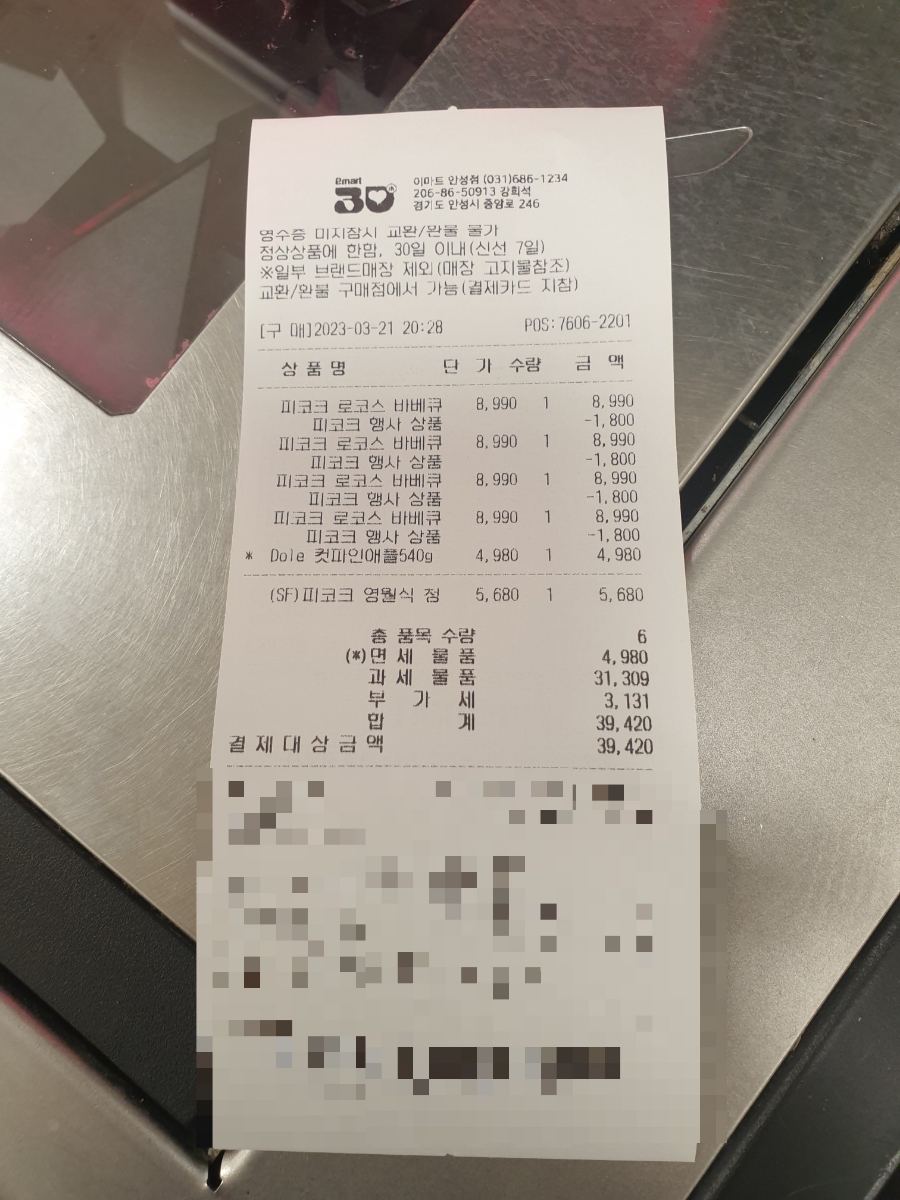 emart
30
이마트 안성점 (031)686-1234
206-86-50913 강희석
경기도 안성시 중앙로 246
영수증 미지참시 교환/환불 불가
정상상품에 한함, 30일 이내(신선 7일)
※일부 브랜드매장 제외(매장 고지물참조)
교환/환불 구매점에서 가능(결제카드 지참)
[구 매]2023-03-21 20:28 POS:7606-2201
상 품 명 단 가 수량 금 액
피코크 로코스 바베큐 8,990 1 8,990
피코크 행사 상품 -1,800
피코크 로코스 바베큐 8,990 1 8,990
피코크 행사 상품 -1,800
피코크 로코스 바베큐 8,990 1 8,990
피코크 행사 상품 -1,800
피코크 로코스 바베큐 8,990 1 8,990
피코크 행사 상품 -1,800
* Dole 컷파인애플540g 4,980 1 4,980
(SF)피코크 영월식 정 5,680 1 5,680
총 품목 수량 6
(*)면 세 물 품 4,980
과 세 물 품 31,309
부 가 세 3,131
합 계 39,420
결 제 대 상 금 액 39,420